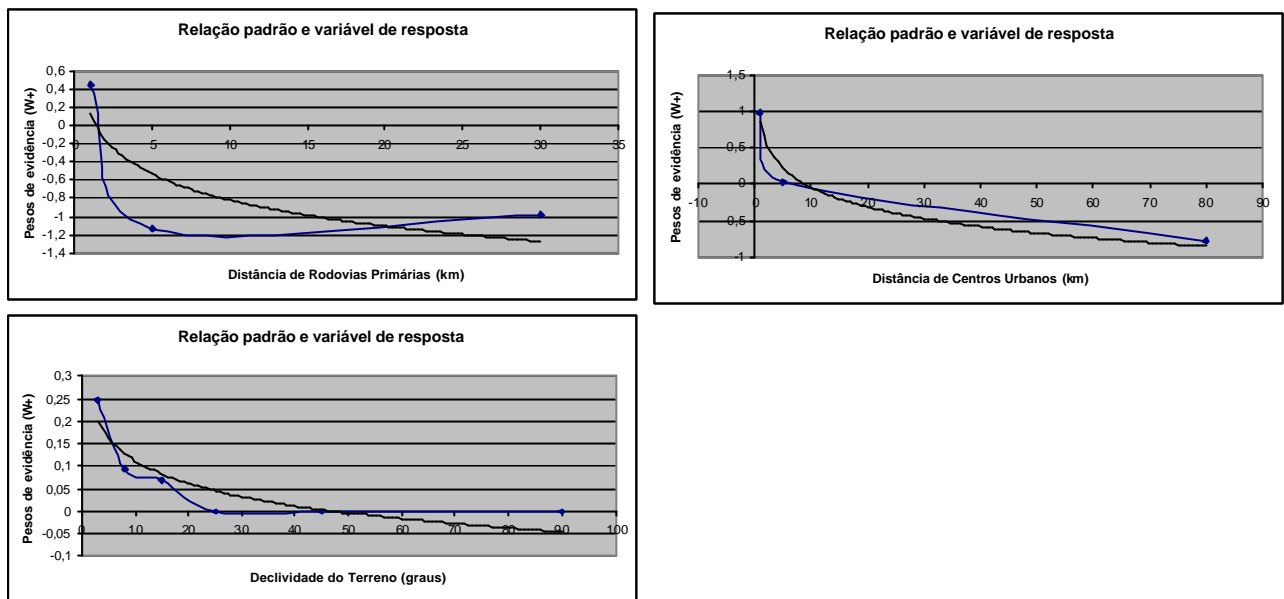 Relação padrão e variável de resposta
Pesos de evidência (W+)
0,6
0,4
0,2
0
-0,2
-0,4
-0,6
-0,8
-1
-1,2
-1,4
0 5 10 15 20 25 30 35
Distância de Rodovias Primárias (km)
Relação padrão e variável de resposta
Pesos de evidência (W+)
1,5
1
0,5
0
-0,5
-1
-10 0 10 20 30 40 50 60 70 80 90
Distância de Centros Urbanos (km)
Relação padrão e variável de resposta
Pesos de evidência (W+)
0,3
0,25
0,2
0,15
0,1
0,05
0
-0,05
-0,1
0 10 20 30 40 50 60 70 80 90 100
Declividade do Terreno (graus)